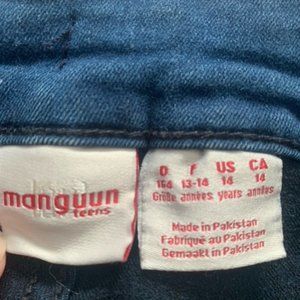 manguun
teens
D F US CA
164 13-14 14 14
Größe années years années
Made in Pakistan
Fabriqué au Pakistan
Gemaakt in Pakistan